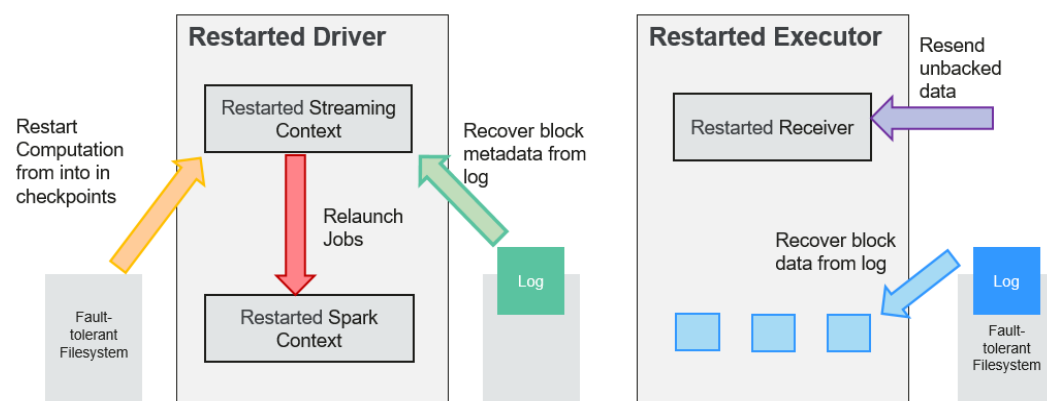 Restarted Driver
Restarted Streaming
Context
Restart
Computation
from into in
checkpoints
Recover block
metadata from
log
Relaunch
Jobs
Log
Restarted Spark
Context
Fault-
tolerant
Filesystem
Restarted Executor
Resend
unbacked
data
Restarted Receiver
Recover block
data from log
Log
Fault-
tolerant
Filesystem